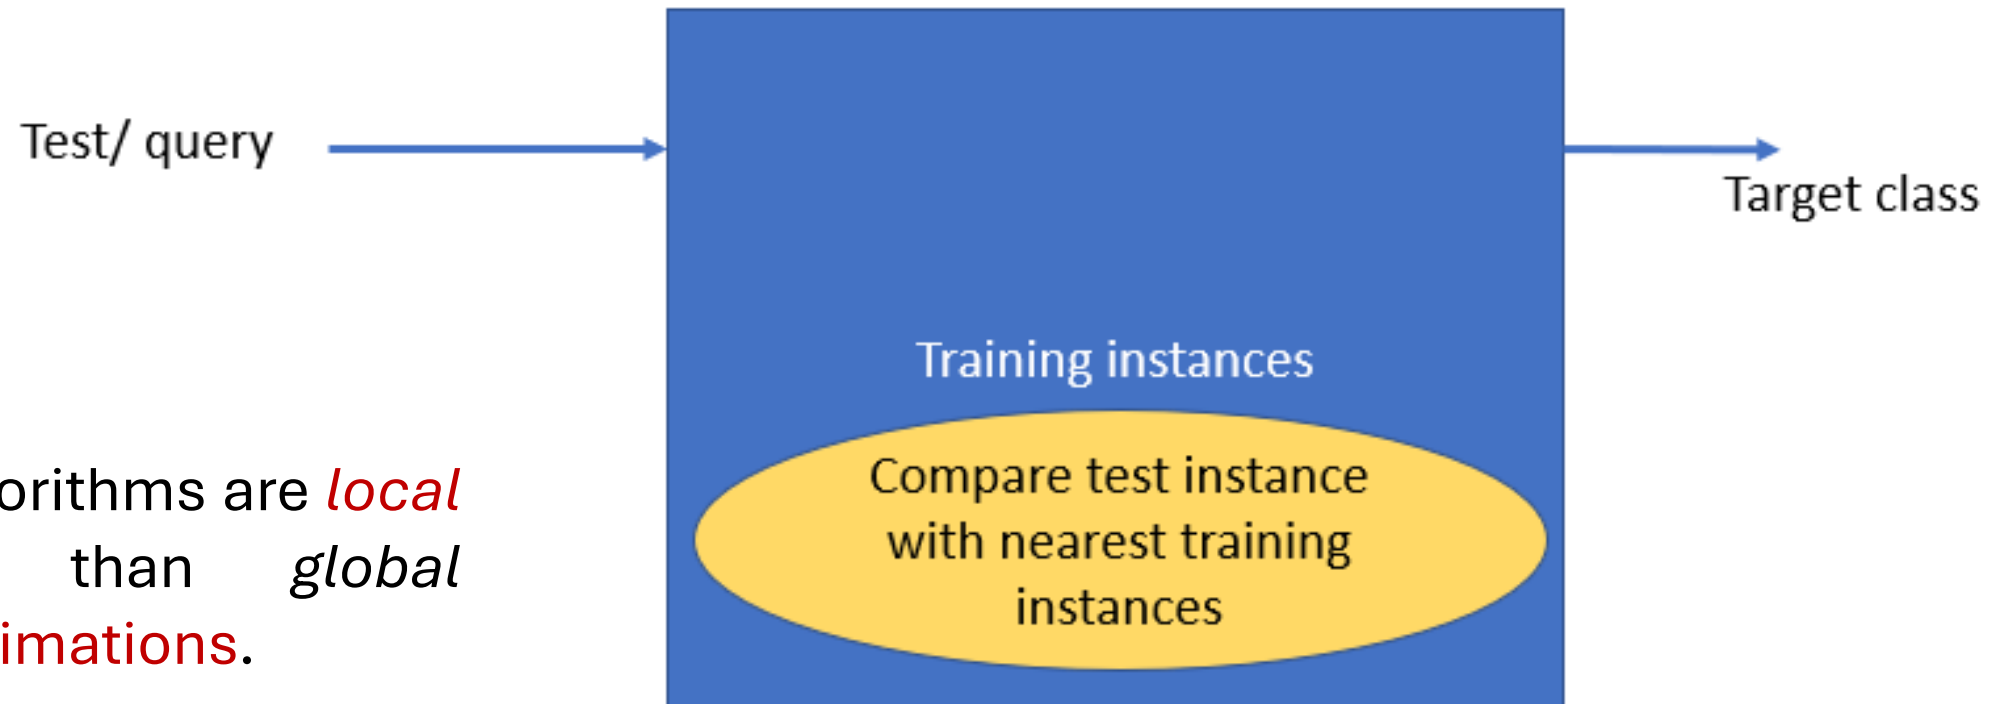 Test/ query
Target class
Training instances
Compare test instance
with nearest training
instances
orithms are local
than global
imations.